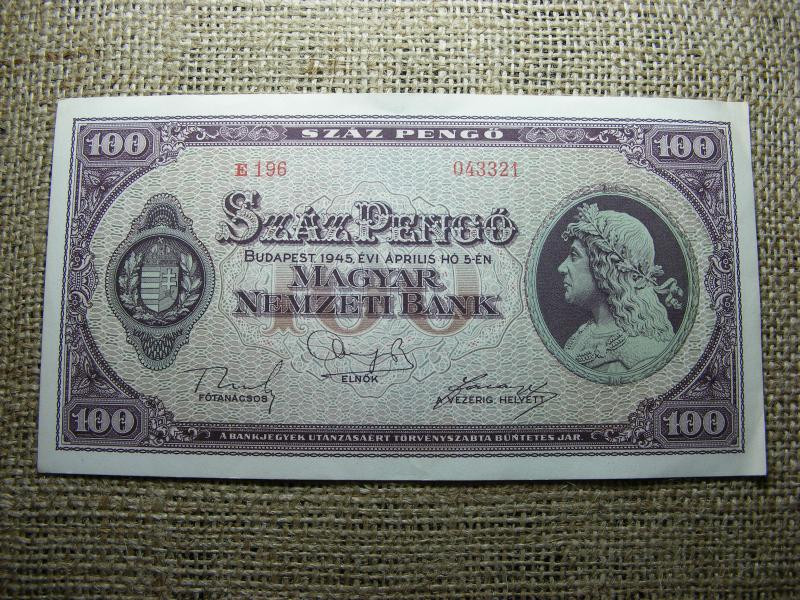 100 SZÁZ PENGŐ 100
E 196 043321
SZÁZ PENGŐ
BUDAPEST 1945. ÉVI ÁPRILIS HÓ 5-ÉN
MAGYAR
NEMZETI BANK
100
FŐTANÁCSOS ELNÖK A VEZÉRIG. HELYETT
100 100
A BANKJEGYEK UTÁNZÁSÁÉRT TÖRVÉNYSZABTA BÜNTETÉS JÁR.